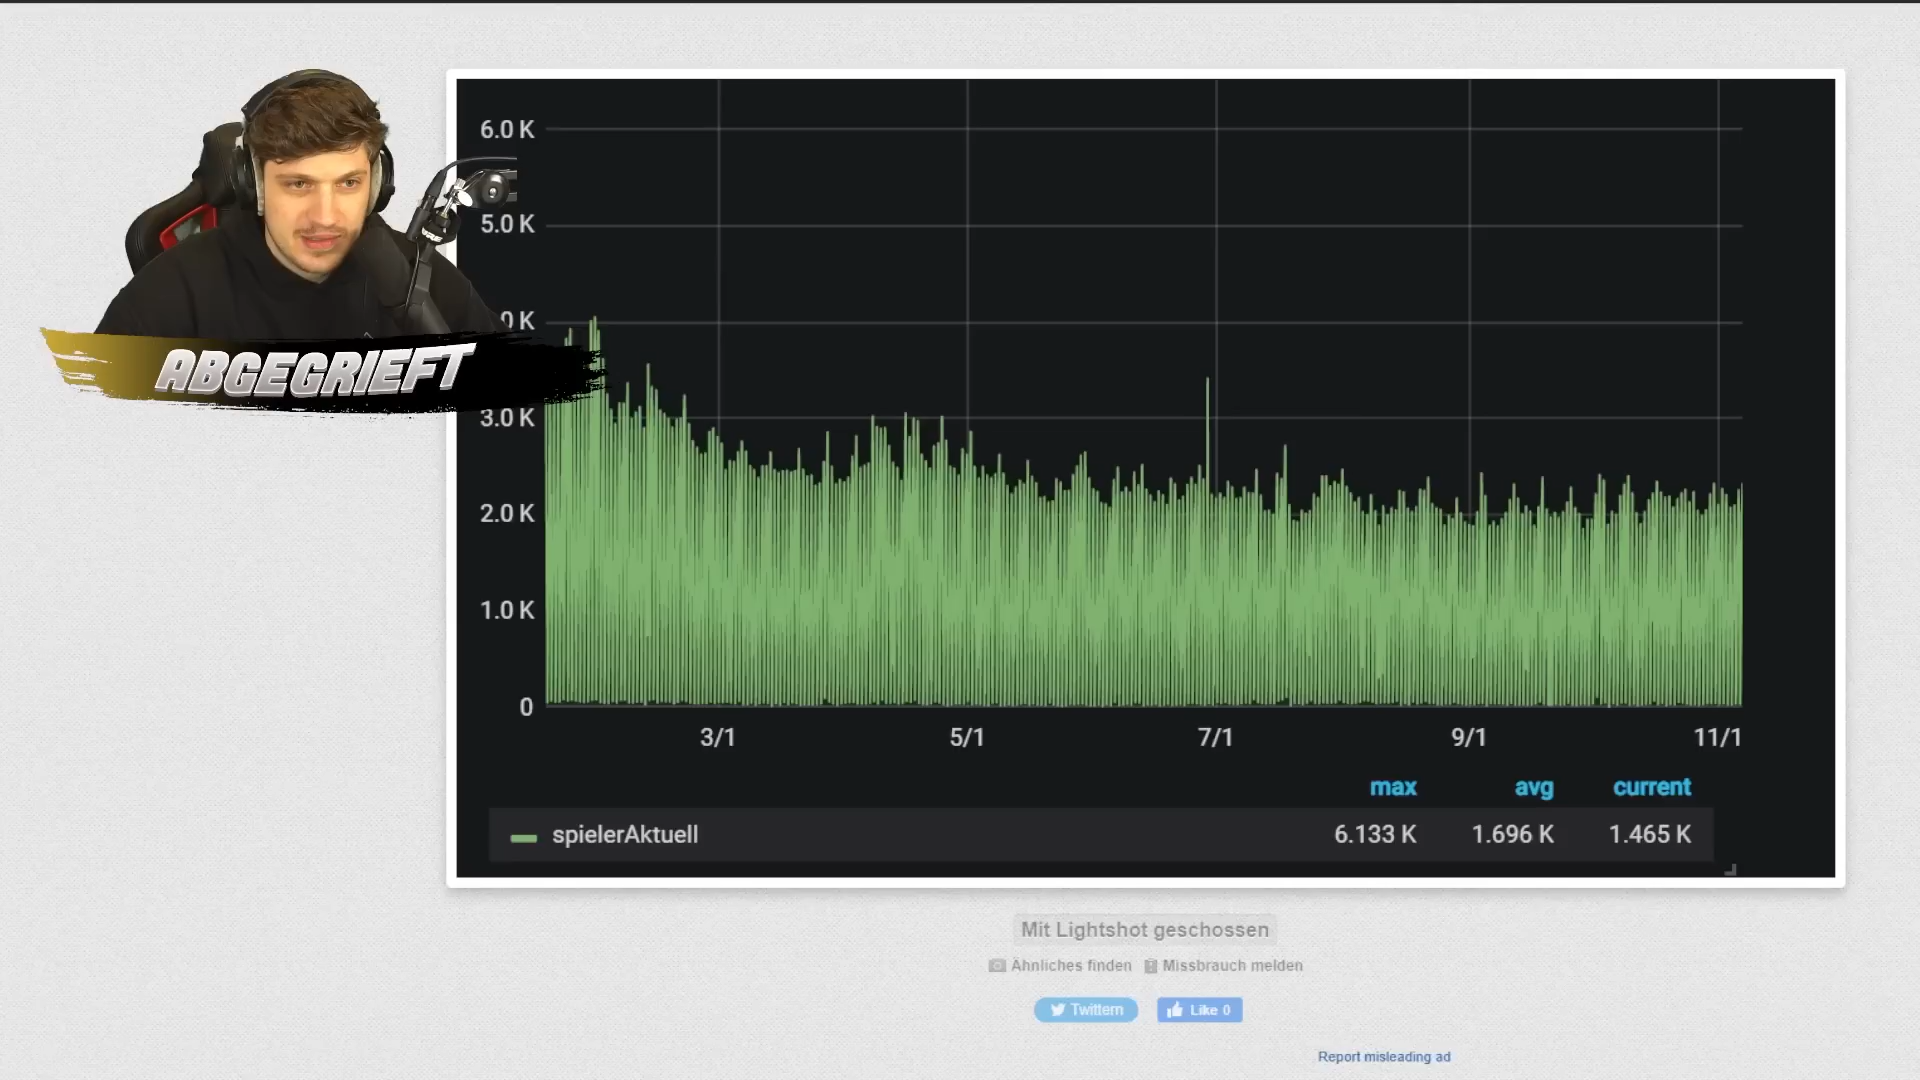 6.0 K
5.0 K
0 K
ABGEGRIEFT
3.0 K
2.0 K
1.0 K
0
3/1 5/1 7/1 9/1 11/1
max avg current
spielerAktuell 6.133 K 1.696 K 1.465 K
Mit Lightshot geschossen
Ähnliches finden Missbrauch melden
Twittern Like 0
Report misleading ad